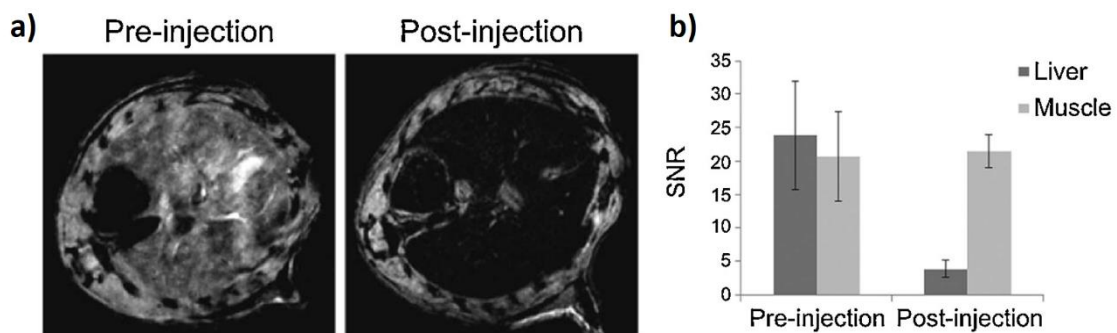 a)
Pre-injection
Post-injection
b)
35
30
25
20
15
10
5
0
SNR
Liver
Muscle
Pre-injection
Post-injection